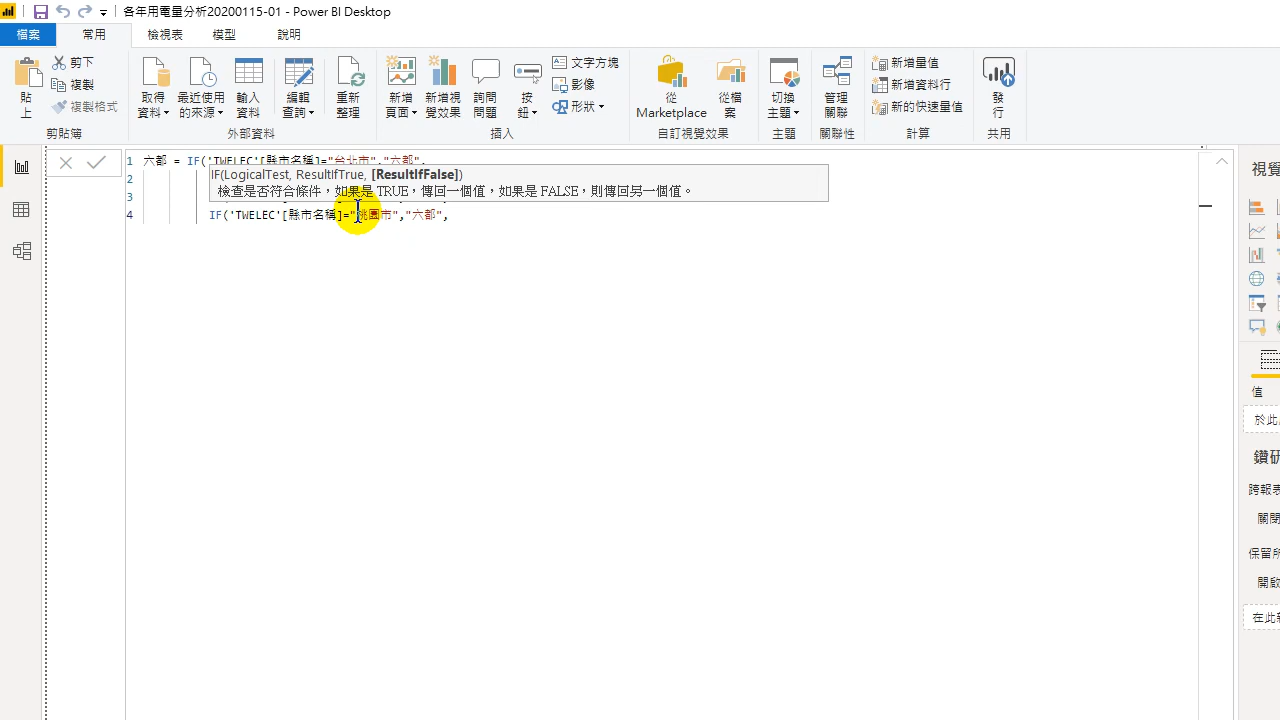 各年用電量分析20200115-01 - Power BI Desktop
檔案 常用 檢視表 模型 說明
貼上
剪下
複製
複製格式
剪貼簿
取得資料
最近使用的來源
輸入資料
編輯查詢
重新整理
外部資料
新增頁面
新增視覺效果
詢問問題
按鈕
文字方塊
影像
形狀
插入
從 Marketplace
從檔案
自訂視覺效果
切換主題
主題
管理關聯
關聯性
新增量值
新增資料行
新的快速量值
計算
發行
共用
1 六都 = IF('TWELEC'[縣市名稱]="台北市","六都",
IF(LogicalTest, ResultIfTrue, [ResultIfFalse])
檢查是否符合條件，如果是 TRUE，傳回一個值，如果是 FALSE，則傳回另一個值。
2
3
4 IF('TWELEC'[縣市名稱]="桃園市","六都",
視覺
值
於此
鑽研
跨報表
關閉
保留所
開啟
在此新